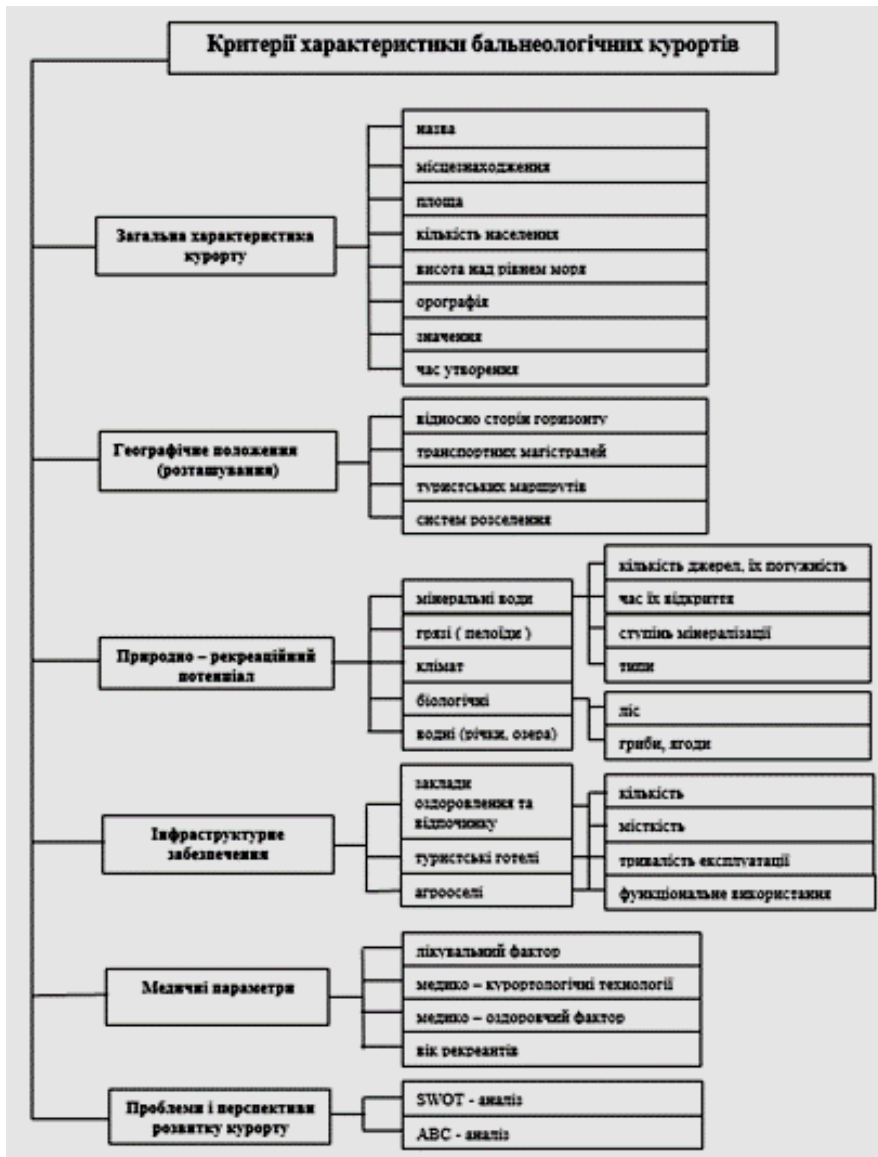 Критерії характеристики бальнеологічних курортів
Загальна характеристика
курорту
назва
місцезнаходження
площа
кількість населення
висота над рівнем моря
орографія
значення
час утворення
Географічне положення
(розташування)
відносно сторін горизонту
транспортних магістралей
туристських маршрутів
систем розселення
Природно – рекреаційний
потенціал
мінеральні води
грязі ( пелоїди )
клімат
біологічні
водні (річки, озера)
кількість джерел, їх потужність
час їх відкриття
ступінь мінералізації
типи
ліс
гриби, ягоди
Інфраструктурне
забезпечення
заклади
оздоровлення та
відпочинку
туристські готелі
агрооселі
кількість
місткість
тривалість експлуатації
функціональне використання
Медичні параметри
лікувальний фактор
медико – курортологічні технології
медико – оздоровчий фактор
вік рекреантів
Проблеми і перспективи
розвитку курорту
SWOT - аналіз
ABC - аналіз